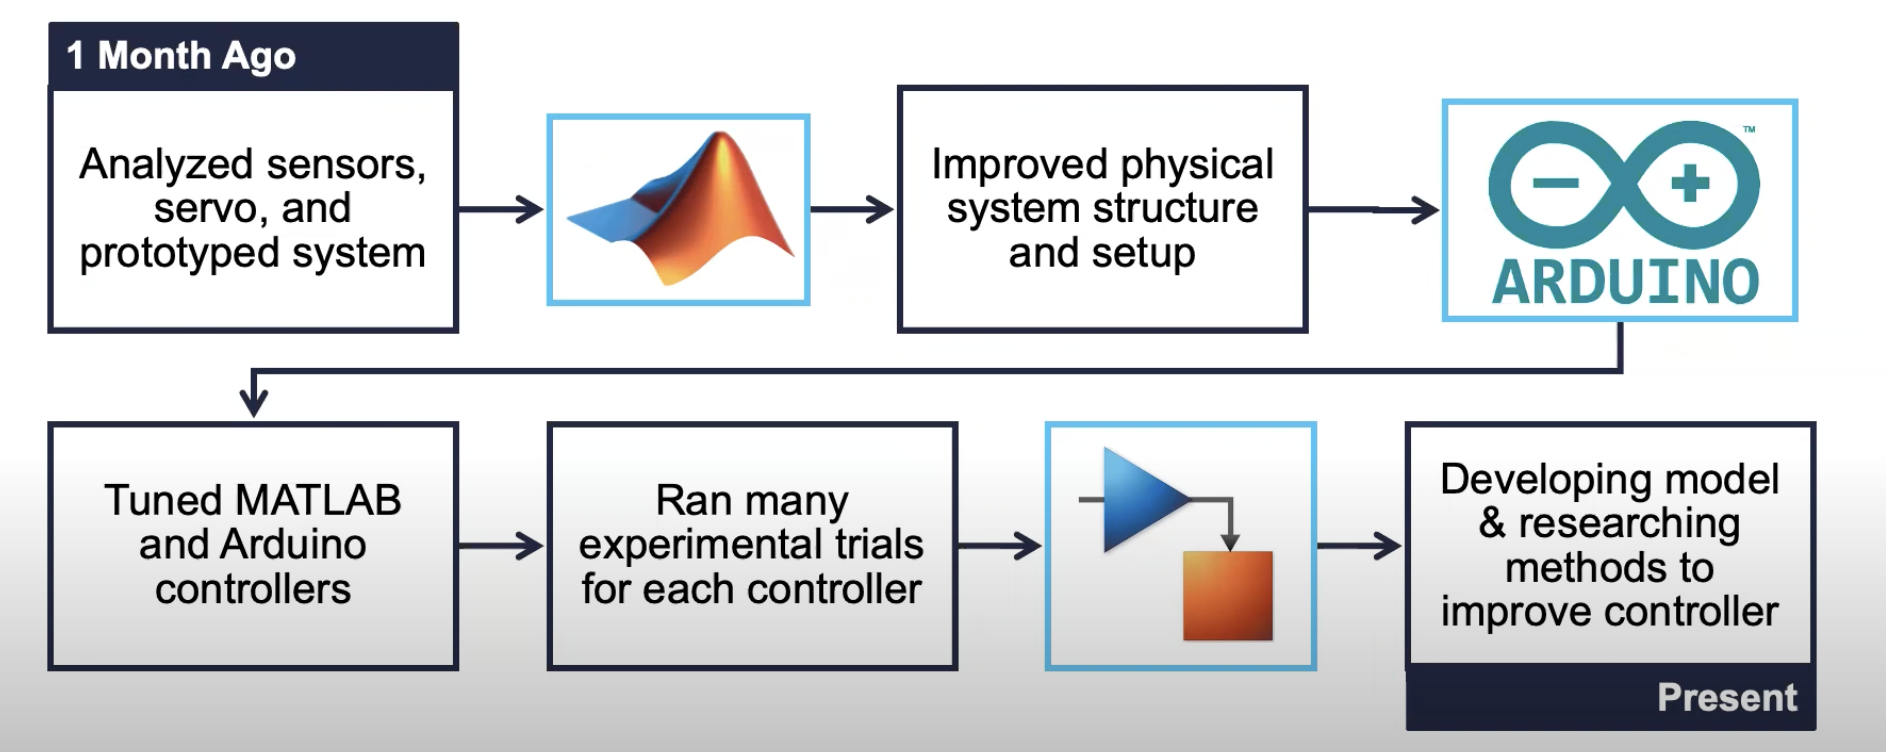 1 Month Ago
Analyzed sensors,
servo, and
prototyped system
Improved physical
system structure
and setup
ARDUINO
TM
Tuned MATLAB
and Arduino
controllers
Ran many
experimental trials
for each controller
Developing model
& researching
methods to
improve controller
Present